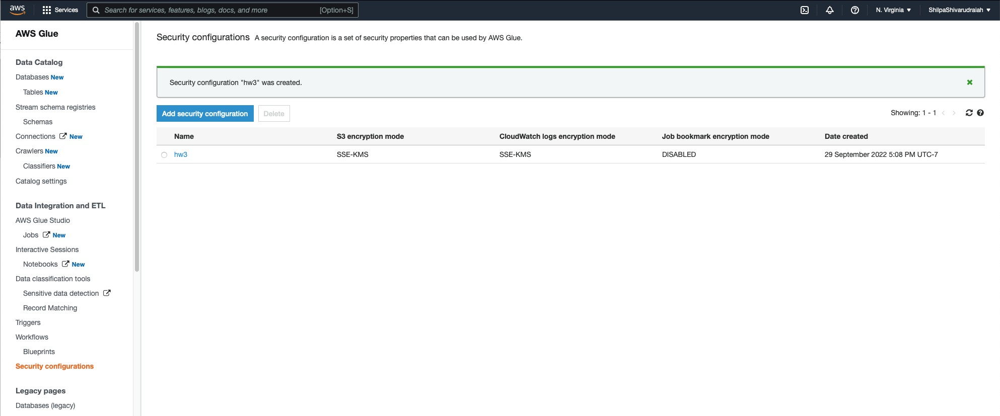 aws Services Search for services, features, blogs, docs, and more [Option+S] N. Virginia ShilpaShivarudraiah
AWS Glue
Data Catalog
Databases New
Tables New
Stream schema registries
Schemas
Connections New
Crawlers New
Classifiers New
Catalog settings
Data Integration and ETL
AWS Glue Studio
Jobs New
Interactive Sessions
Notebooks New
Data classification tools
Sensitive data detection
Record Matching
Triggers
Workflows
Blueprints
Security configurations
Legacy pages
Databases (legacy)
Security configurations A security configuration is a set of security properties that can be used by AWS Glue.
Security configuration "hw3" was created.
Add security configuration Delete Showing: 1 - 1
Name S3 encryption mode CloudWatch logs encryption mode Job bookmark encryption mode Date created
hw3 SSE-KMS SSE-KMS DISABLED 29 September 2022 5:08 PM UTC-7